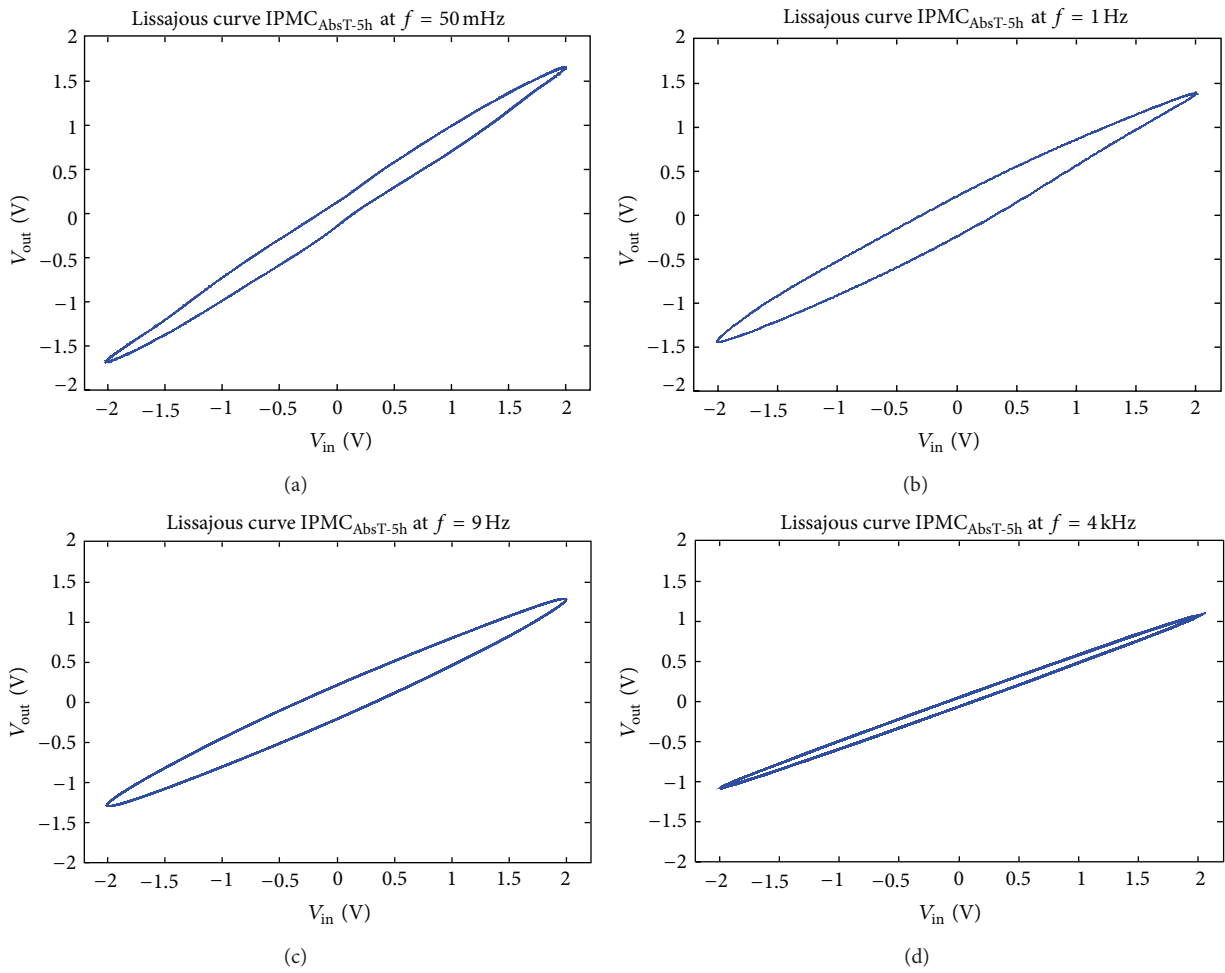 Lissajous curve IPMC_AbsT-5h at f = 50 mHz
2
1.5
1
0.5
0
−0.5
−1
−1.5
−2
V_out (V)
−2 −1.5 −1 −0.5 0 0.5 1 1.5 2
V_in (V)
(a)
Lissajous curve IPMC_AbsT-5h at f = 1 Hz
2
1.5
1
0.5
0
−0.5
−1
−1.5
−2
V_out (V)
−2 −1.5 −1 −0.5 0 0.5 1 1.5 2
V_in (V)
(b)
Lissajous curve IPMC_AbsT-5h at f = 9 Hz
2
1.5
1
0.5
0
−0.5
−1
−1.5
−2
V_out (V)
−2 −1.5 −1 −0.5 0 0.5 1 1.5 2
V_in (V)
(c)
Lissajous curve IPMC_AbsT-5h at f = 4 kHz
2
1.5
1
0.5
0
−0.5
−1
−1.5
−2
V_out (V)
−2 −1.5 −1 −0.5 0 0.5 1 1.5 2
V_in (V)
(d)